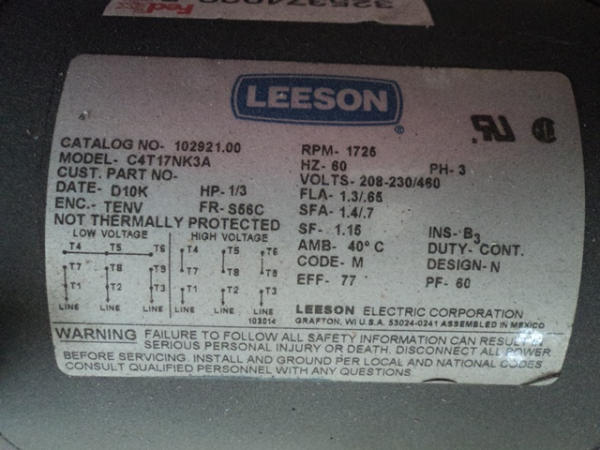 FedEx
LEESON
CATALOG NO- 102921.00
MODEL- C4T17NK3A
CUST. PART NO-
DATE- D10K HP- 1/3
ENC.- TENV FR- S56C
NOT THERMALLY PROTECTED
RPM- 1725
HZ- 60 PH- 3
VOLTS- 208-230/460
FLA- 1.3/.65
SFA- 1.4/.7
SF- 1.15 INS- B3
AMB- 40° C DUTY- CONT.
CODE- M DESIGN- N
EFF- 77 PF- 60
LOW VOLTAGE HIGH VOLTAGE
T4 T5 T6 T4 T5 T6
T7 T8 T9 T7 T8 T9
T1 T2 T3 T1 T2 T3
LINE LINE LINE LINE LINE LINE
103014
LEESON ELECTRIC CORPORATION
GRAFTON, WI U.S.A. 53024-0241 ASSEMBLED IN MEXICO
WARNING FAILURE TO FOLLOW ALL SAFETY INFORMATION CAN RESULT IN
SERIOUS PERSONAL INJURY OR DEATH. DISCONNECT ALL POWER
BEFORE SERVICING. INSTALL AND GROUND PER LOCAL AND NATIONAL CODES
CONSULT QUALIFIED PERSONNEL WITH ANY QUESTIONS